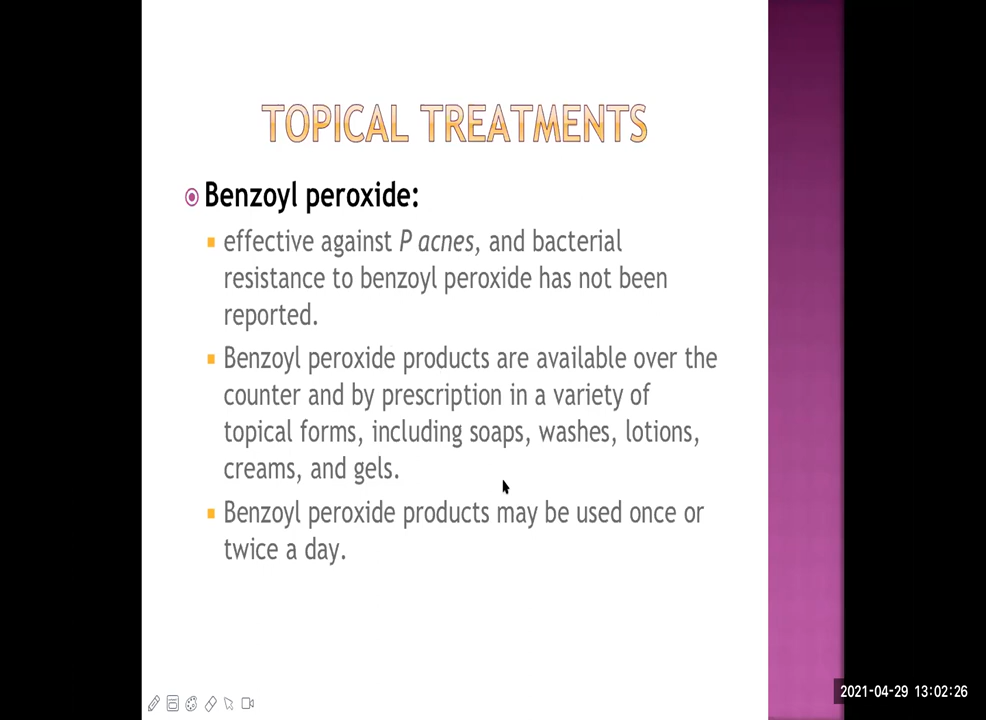 TOPICAL TREATMENTS
Benzoyl peroxide:
effective against P acnes, and bacterial
resistance to benzoyl peroxide has not been
reported.
Benzoyl peroxide products are available over the
counter and by prescription in a variety of
topical forms, including soaps, washes, lotions,
creams, and gels.
Benzoyl peroxide products may be used once or
twice a day.
2021-04-29 13:02:26